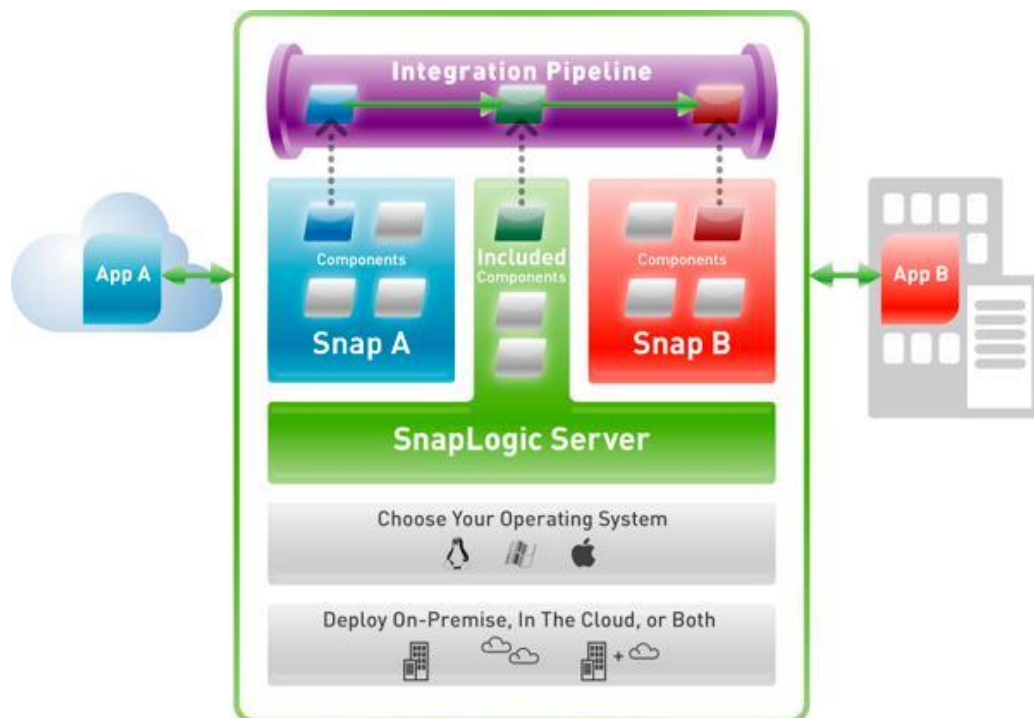 Integration Pipeline
App A
Components
Snap A
Included
Components
Components
Snap B
App B
SnapLogic Server
Choose Your Operating System
Deploy On-Premise, In The Cloud, or Both
+